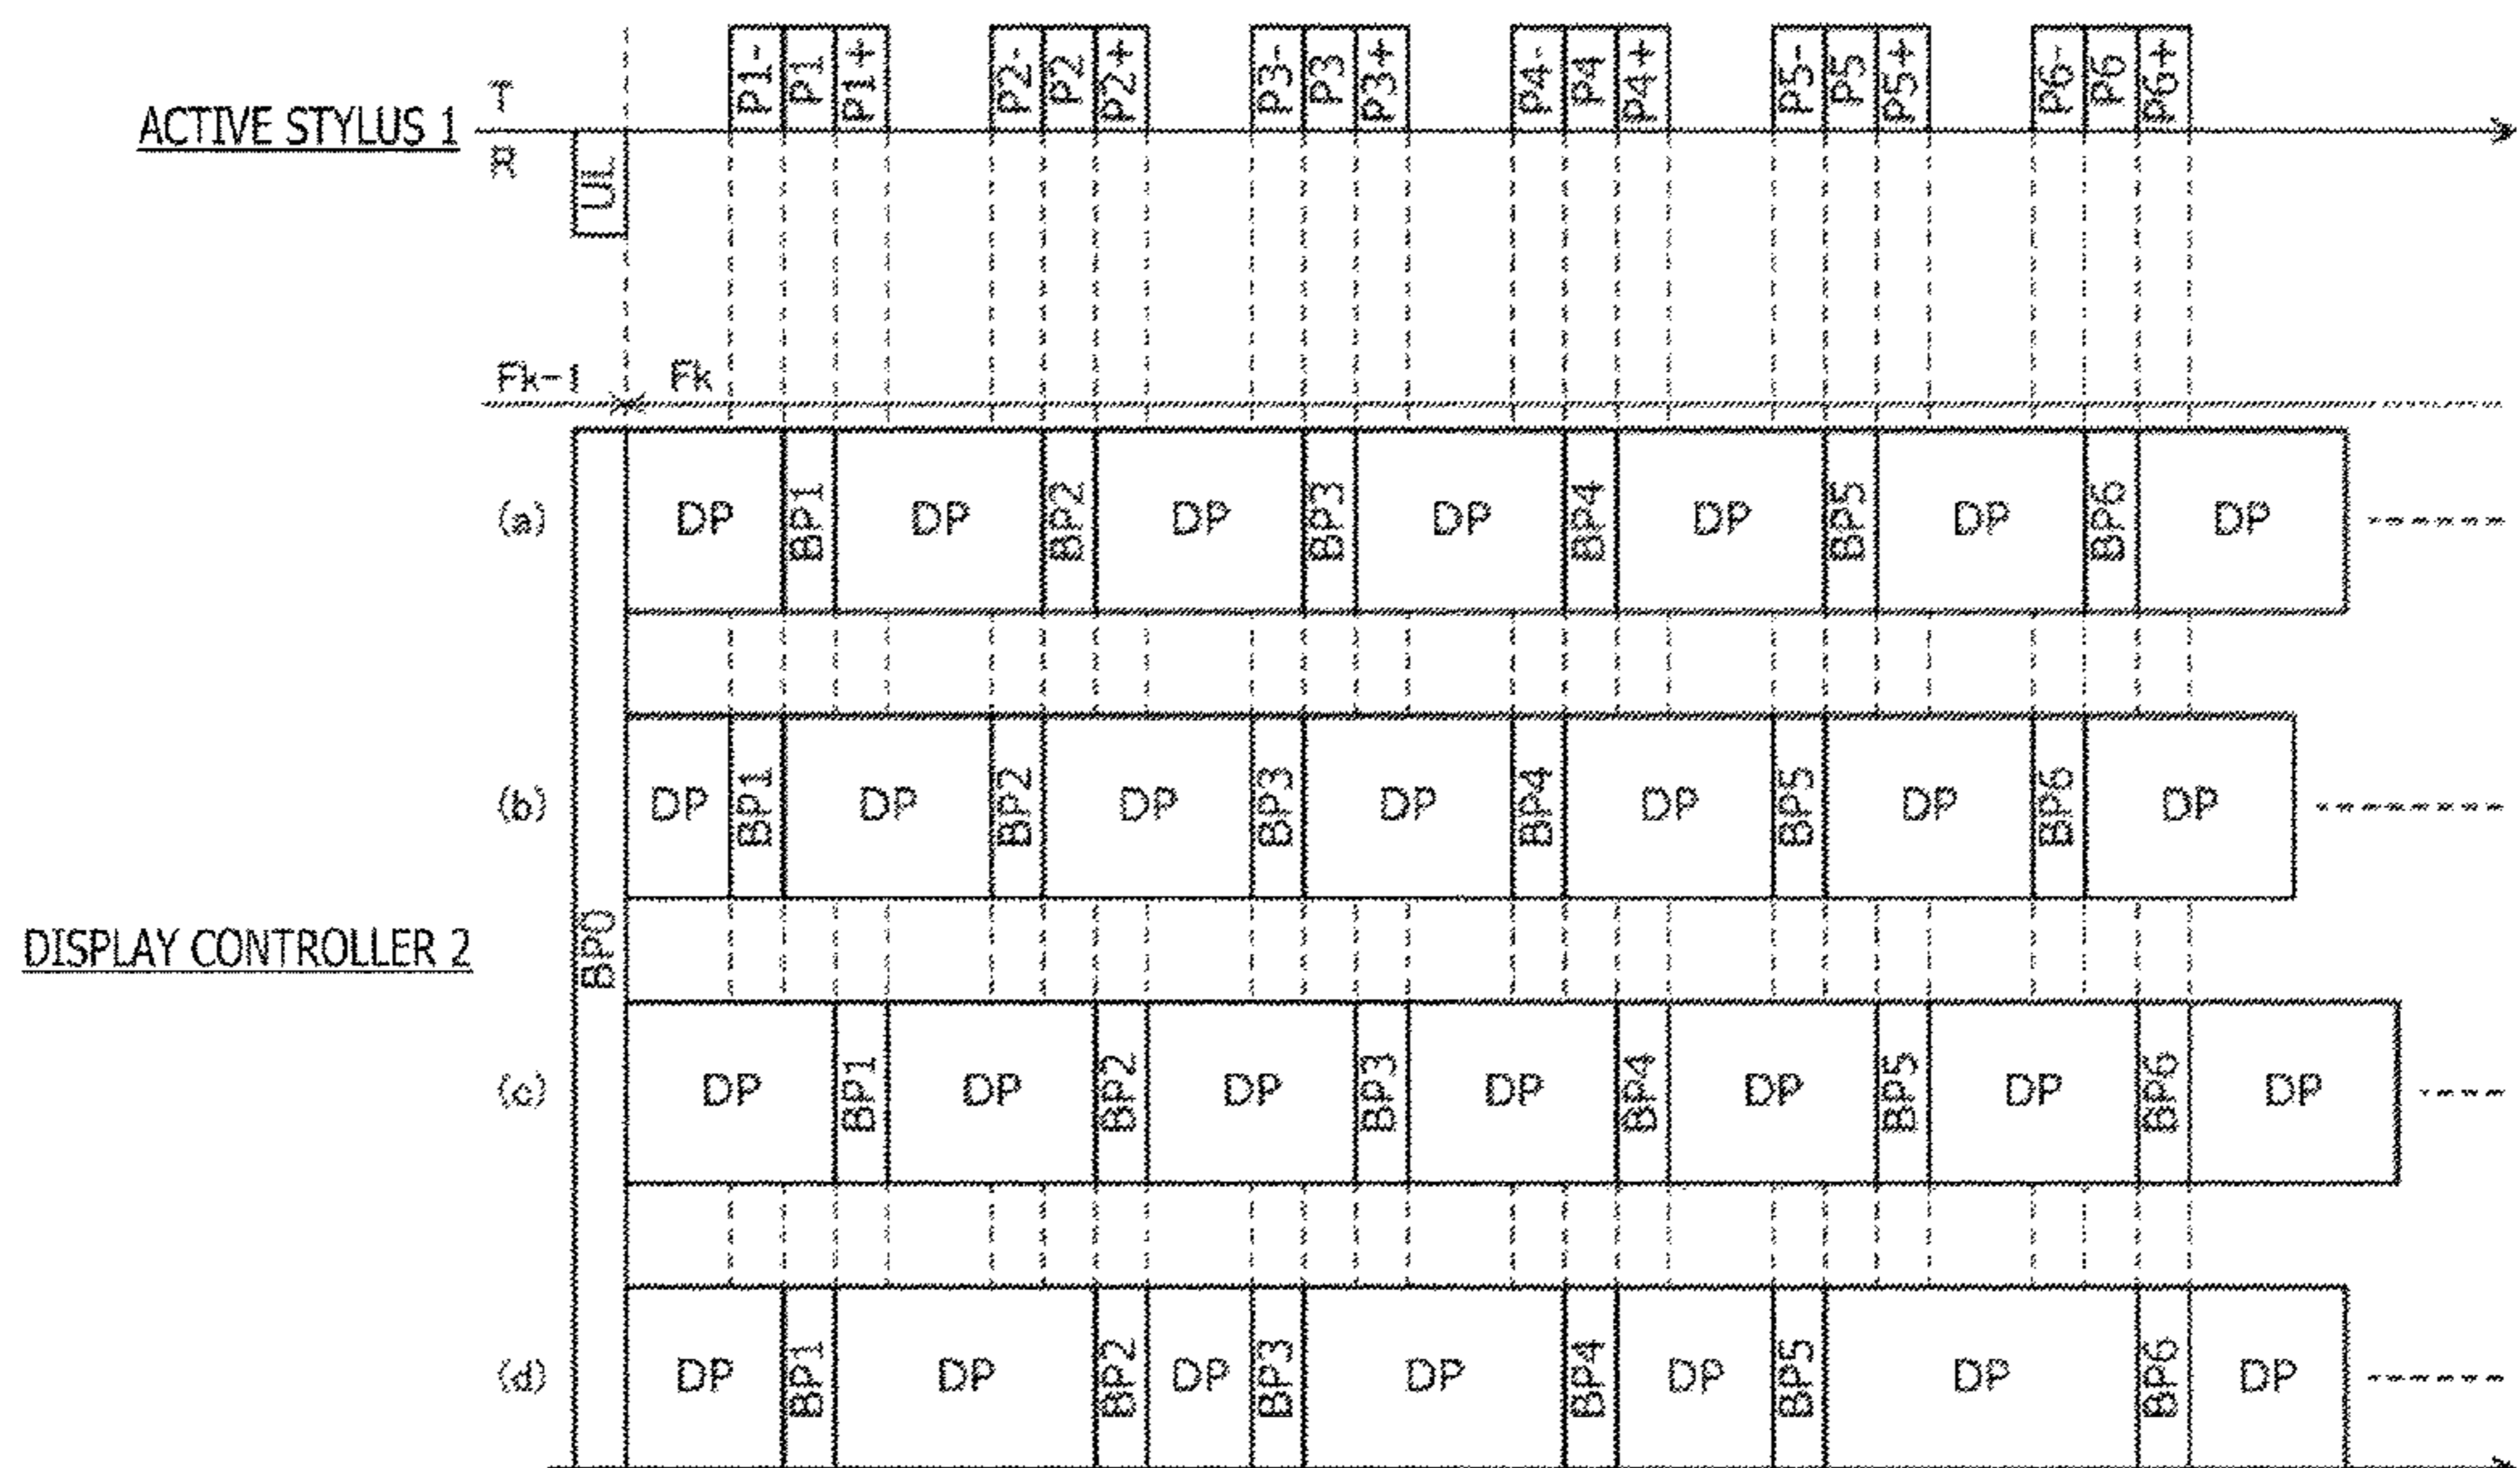 P1- P1 P1+ P2- P2 P2+ P3- P3 P3+ P4- P4 P4+ P5- P5 P5+ P6- P6 P6+
T
ACTIVE STYLUS 1
R
UL
Fk-1 Fk
(a) DP BP1 DP BP2 DP BP3 DP BP4 DP BP5 DP BP6 DP
(b) DP BP1 DP BP2 DP BP3 DP BP4 DP BP5 DP BP6 DP
DISPLAY CONTROLLER 2
BP0
(c) DP BP1 DP BP2 DP BP3 DP BP4 DP BP5 DP BP6 DP
(d) DP BP1 DP BP2 DP BP3 DP BP4 DP BP5 DP BP6 DP